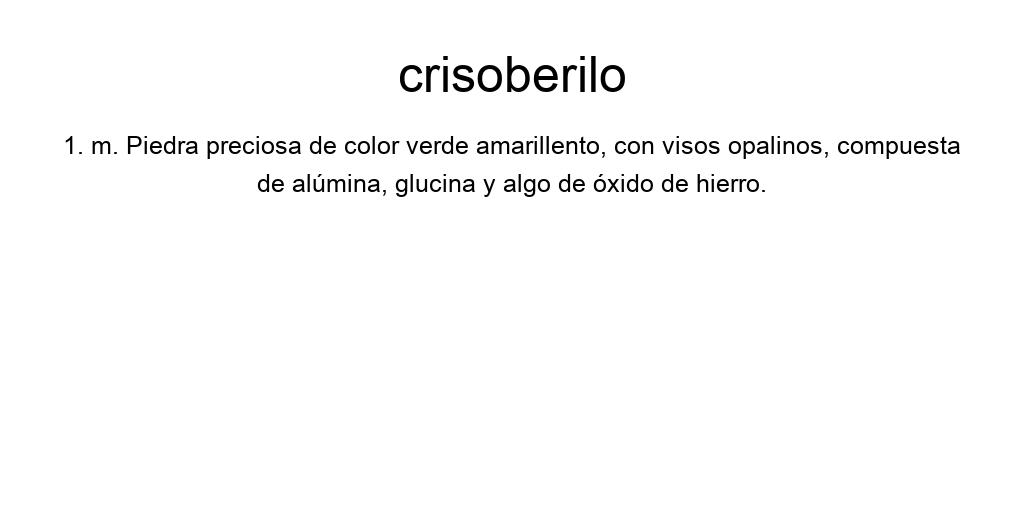 crisoberilo
1. m. Piedra preciosa de color verde amarillento, con visos opalinos, compuesta
de alúmina, glucina y algo de óxido de hierro.